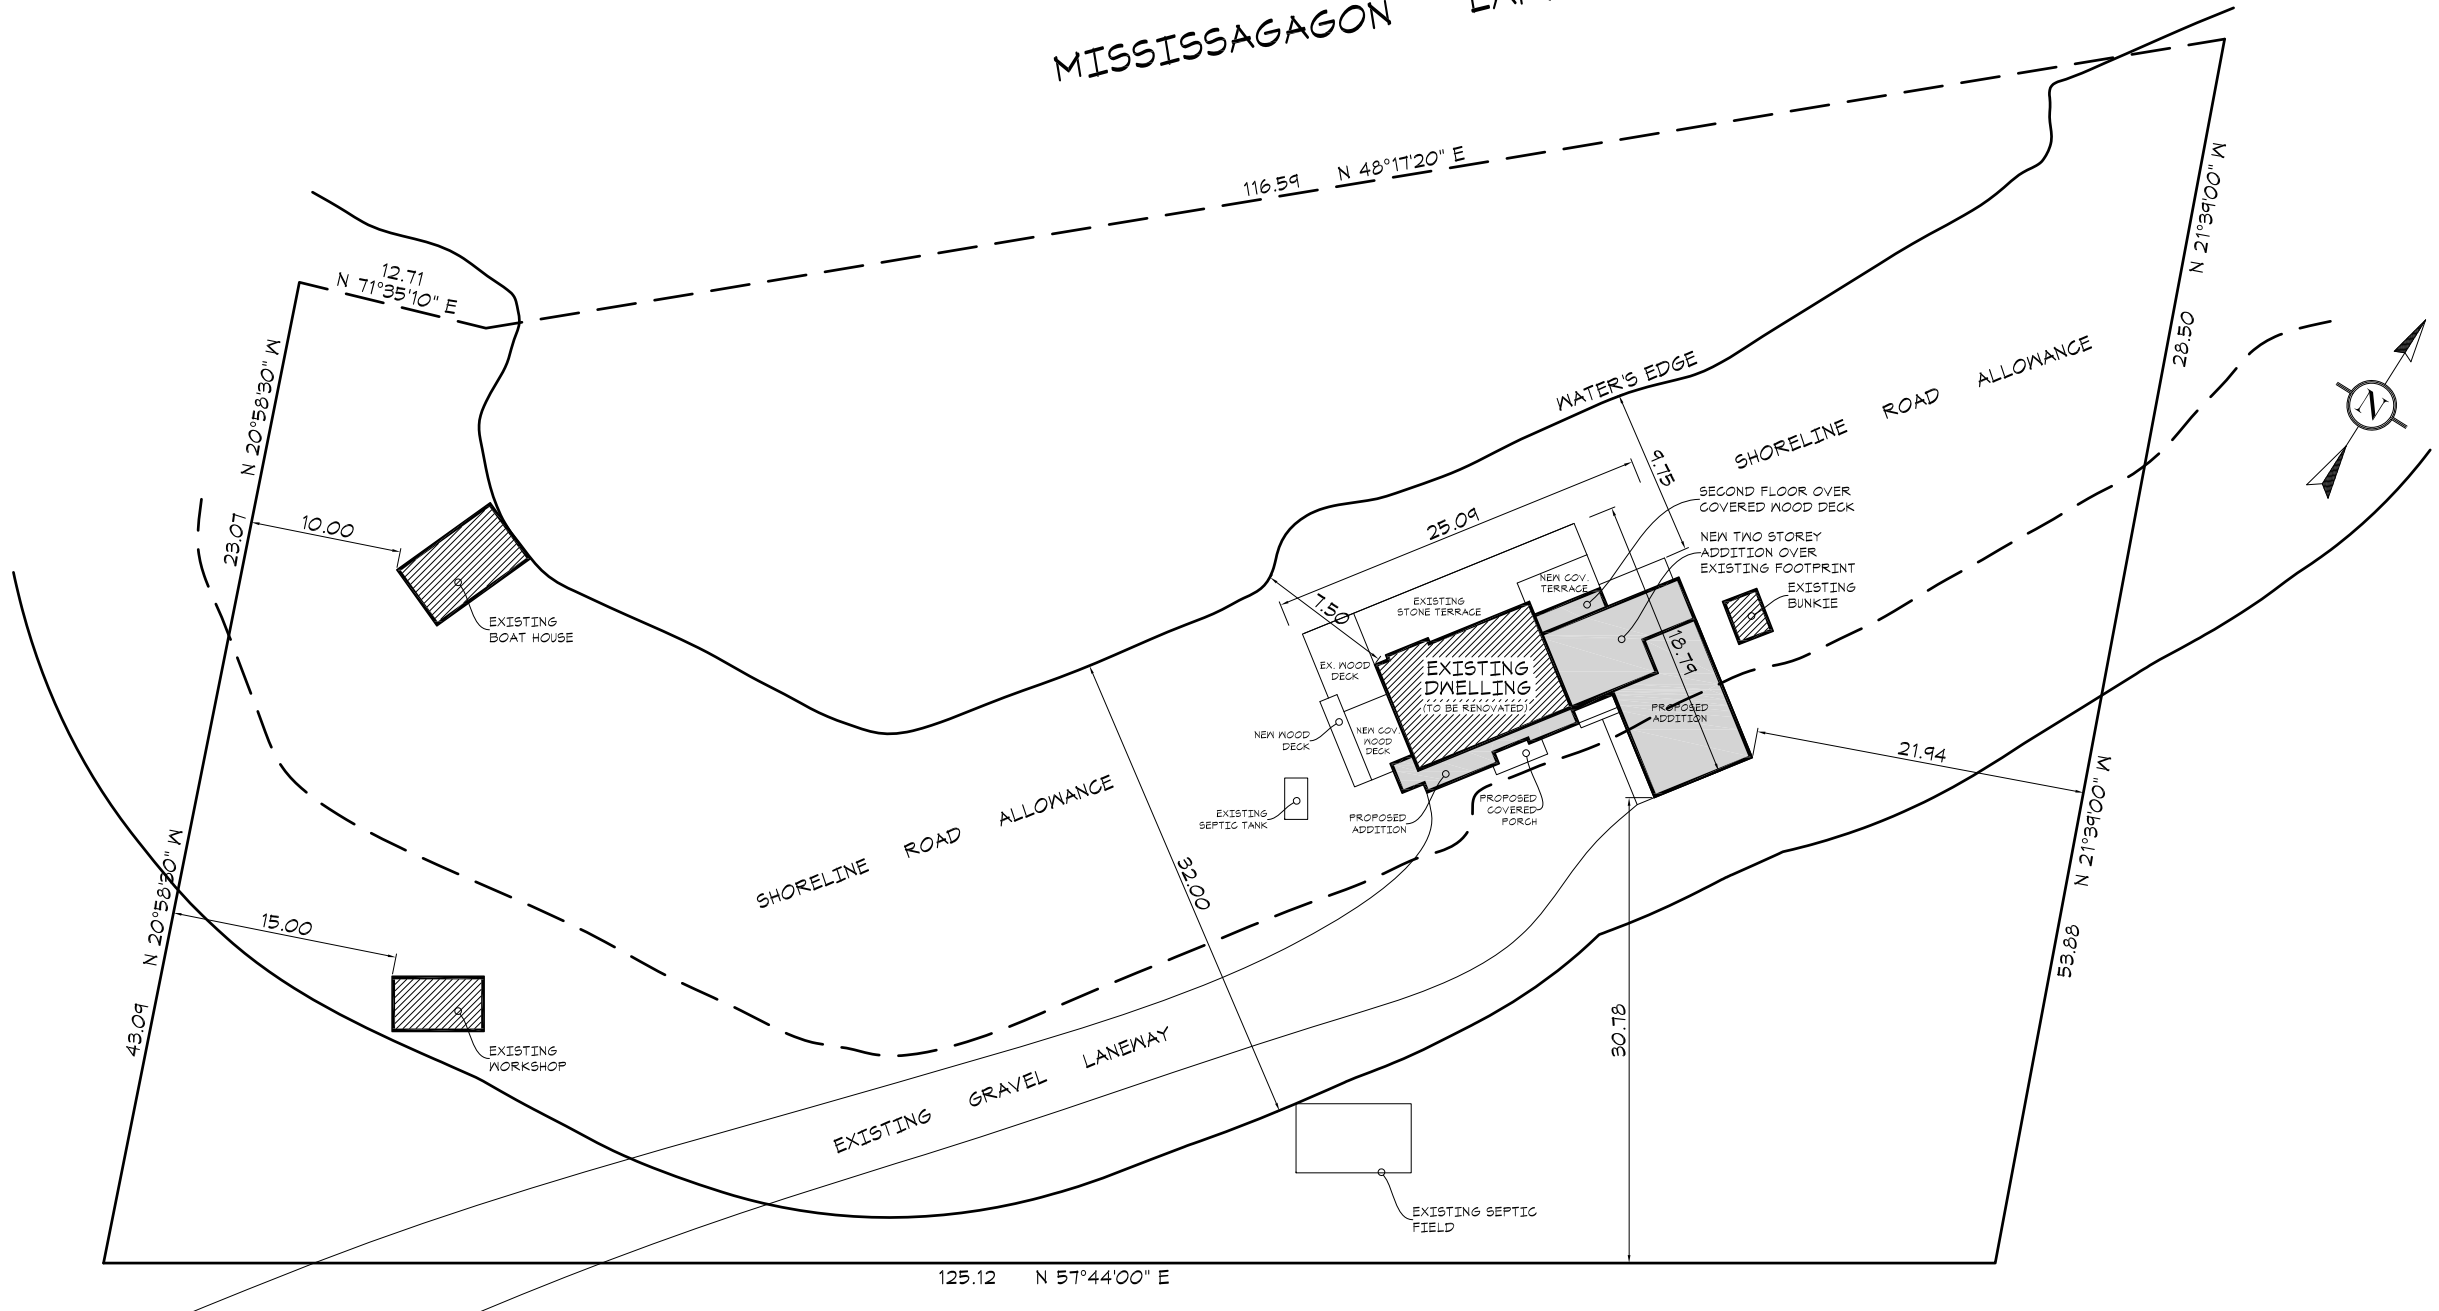 MISSISSAGAGON
116.59 N 48°17'20" E
12.71
N 71°35'10" E
N 20°58'30" W
23.07
10.00
EXISTING
BOAT HOUSE
N 21°39'00" W
28.50
WATER'S EDGE
SHORELINE ROAD ALLOWANCE
N
9.75
25.09
7.50
SECOND FLOOR OVER
COVERED WOOD DECK
NEW TWO STOREY
ADDITION OVER
EXISTING FOOTPRINT
EXISTING
BUNKIE
NEW COV.
TERRACE
EXISTING
STONE TERRACE
EX. WOOD
DECK
EXISTING
DWELLING
(TO BE RENOVATED)
18.79
PROPOSED
ADDITION
NEW WOOD
DECK
NEW COV.
WOOD
DECK
21.94
EXISTING
SEPTIC TANK
PROPOSED
ADDITION
PROPOSED
COVERED
PORCH
SHORELINE ROAD ALLOWANCE
32.00
N 20°58'30" W
43.09
15.00
EXISTING
WORKSHOP
N 21°39'00" W
53.88
30.78
EXISTING GRAVEL LANEWAY
EXISTING SEPTIC
FIELD
125.12 N 57°44'00" E